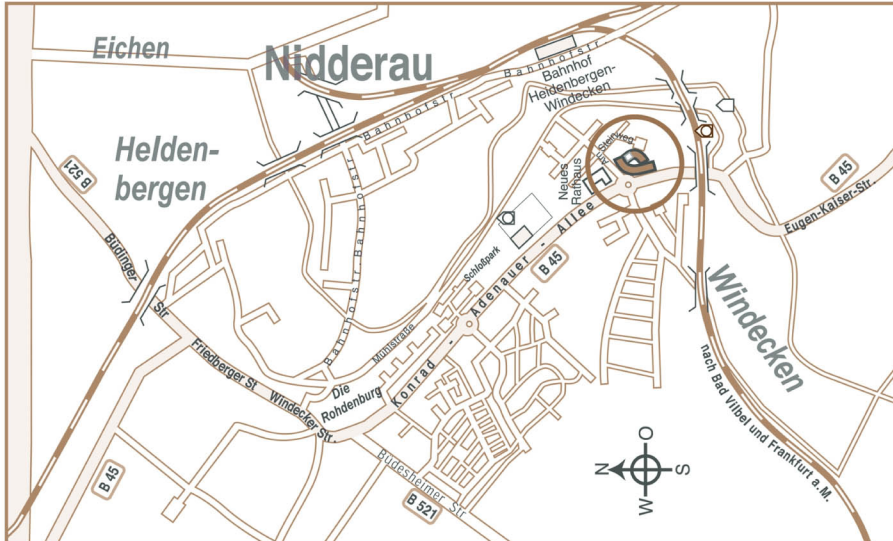 Eichen
Nidderau
Bahnhofstr
Bahnhof
Heldenbergen-
Windecken
Helden-
bergen
Bahnhofstr.
B 521
Am Steinweg
Neues
Rathaus
B 45
Eugen-Kaiser-Str.
Bahnhofstr. Bahnhofstr
Schloßpark
Büdinger
Str
Konrad - Adenauer - Allee
B 45
Windecken
Mühlstraße
Friedberger St
Die
Rohdenburg
Windecker Str.
nach Bad Vilbel und Frankfurt a.M.
B 45
Büdesheimer Str
B 521
N
O
S
W